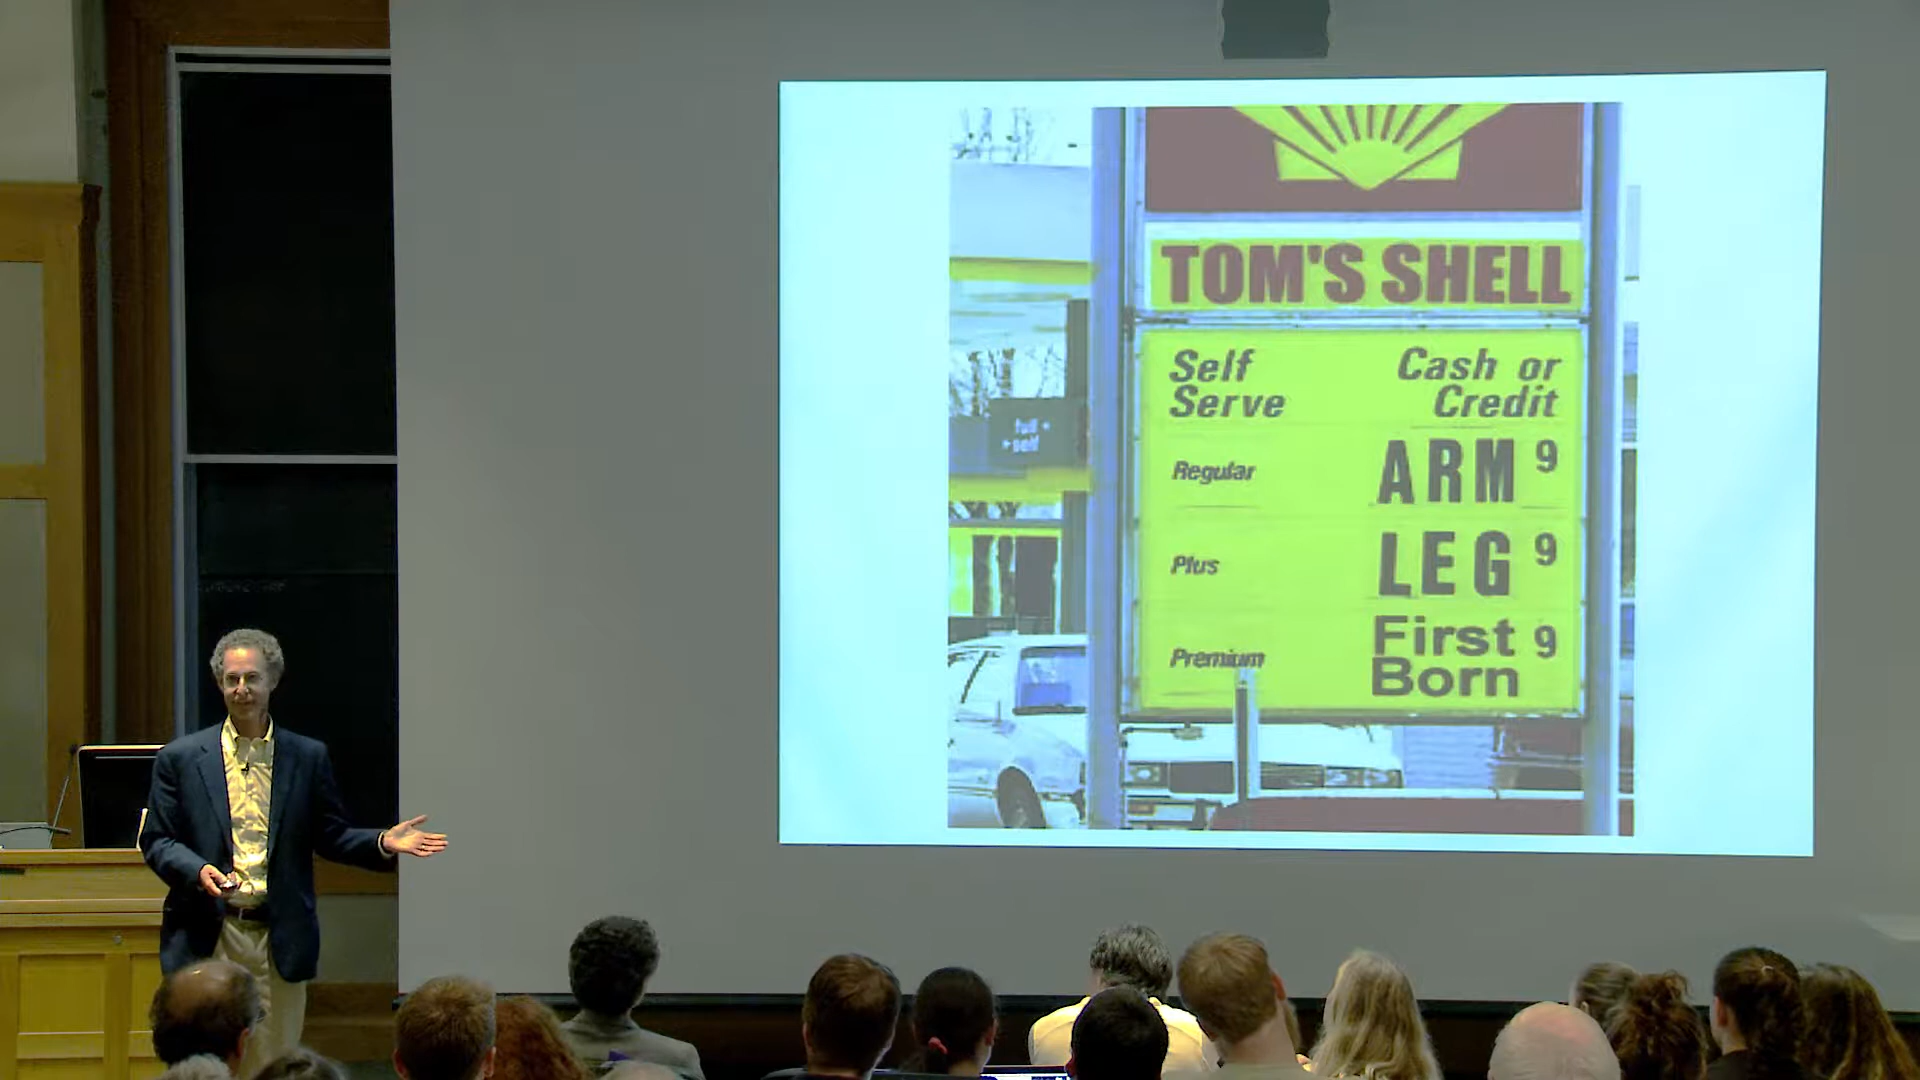 TOM'S SHELL
Self Serve
Cash or Credit
Regular ARM 9
Plus LEG 9
Premium First Born 9
full
self